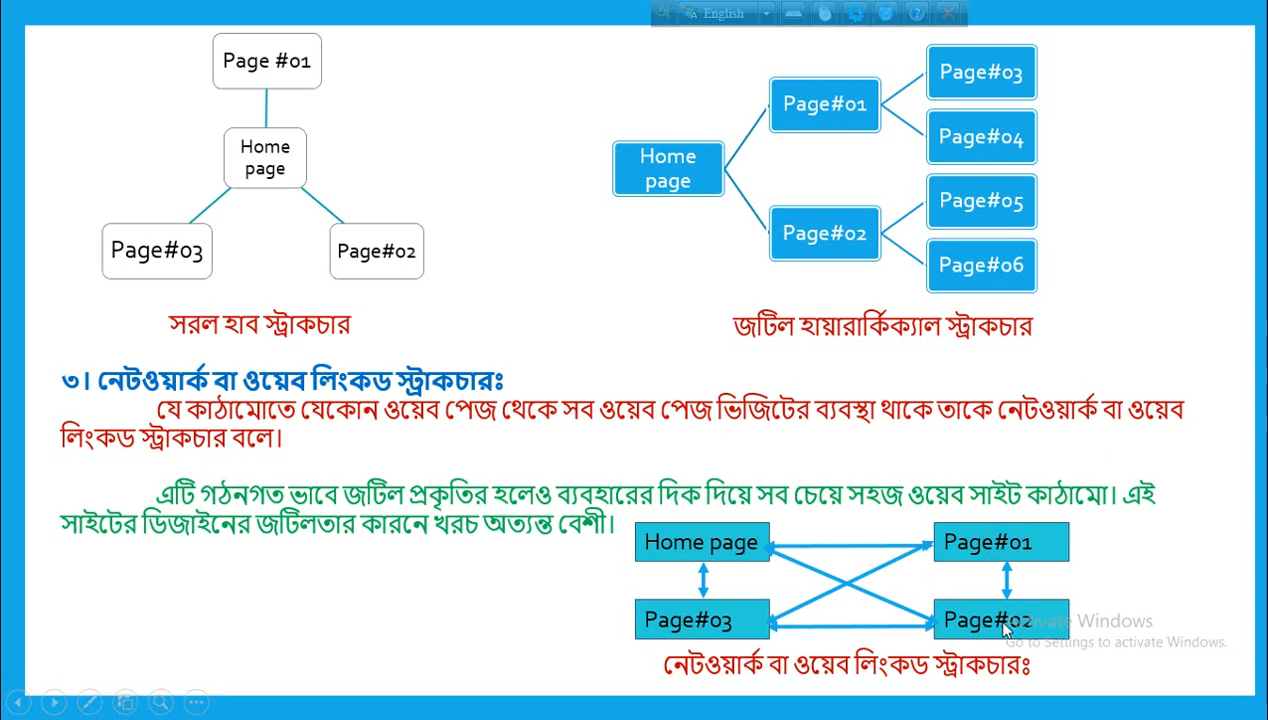 English
Page #01
Home
page
Page#03
Page#02
সরল হাব স্ট্রাকচার
Home
page
Page#01
Page#02
Page#03
Page#04
Page#05
Page#06
জটিল হায়ারার্কিক্যাল স্ট্রাকচার
৩। নেটওয়ার্ক বা ওয়েব লিংকড স্ট্রাকচারঃ
যে কাঠামোতে যেকোন ওয়েব পেজ থেকে সব ওয়েব পেজ ভিজিটের ব্যবস্থা থাকে তাকে নেটওয়ার্ক বা ওয়েব
লিংকড স্ট্রাকচার বলে।
এটি গঠনগত ভাবে জটিল প্রকৃতির হলেও ব্যবহারের দিক দিয়ে সব চেয়ে সহজ ওয়েব সাইট কাঠামো। এই
সাইটের ডিজাইনের জটিলতার কারনে খরচ অত্যন্ত বেশী।
Home page
Page#01
Page#03
Page#02
Activate Windows
Go to Settings to activate Windows.
নেটওয়ার্ক বা ওয়েব লিংকড স্ট্রাকচারঃ